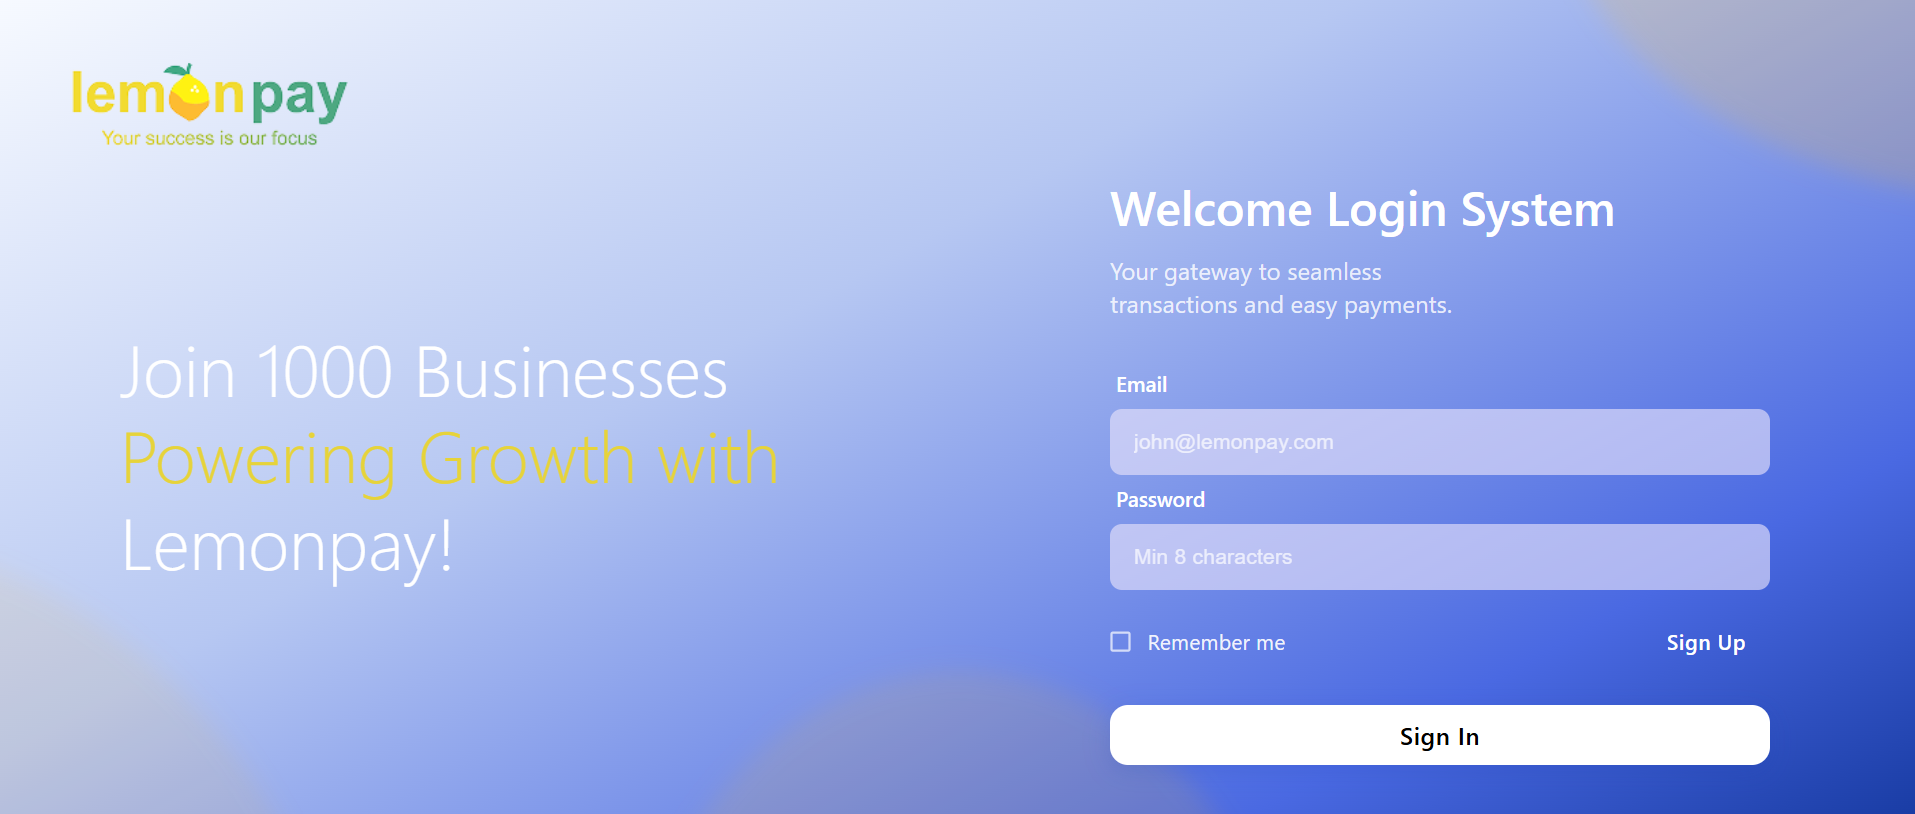 lemonpay
Your success is our focus
Join 1000 Businesses
Powering Growth with
Lemonpay!
Welcome Login System
Your gateway to seamless
transactions and easy payments.
Email
john@lemonpay.com
Password
Min 8 characters
Remember me
Sign Up
Sign In